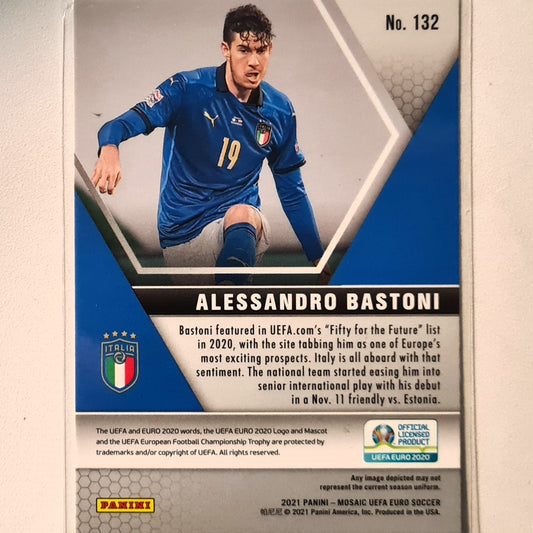 No. 132
19
ALESSANDRO BASTONI
Bastoni featured in UEFA.com's "Fifty for the Future" list
in 2020, with the site tabbing him as one of Europe's
most exciting prospects. Italy is all aboard with that
sentiment. The national team started easing him into
senior international play with his debut
in a Nov. 11 friendly vs. Estonia.
ITALIA
The UEFA and EURO 2020 words, the UEFA EURO 2020 Logo and Mascot
and the UEFA European Football Championship Trophy are protected by
trademarks and/or copyright of UEFA. All rights reserved.
OFFICIAL
LICENSED
PRODUCT
UEFA EURO 2020
Any image depicted may not
represent the current season uniform.
PANINI
2021 PANINI – MOSAIC UEFA EURO SOCCER
帕尼尼 © 2021 Panini America, Inc. Produced in the USA.